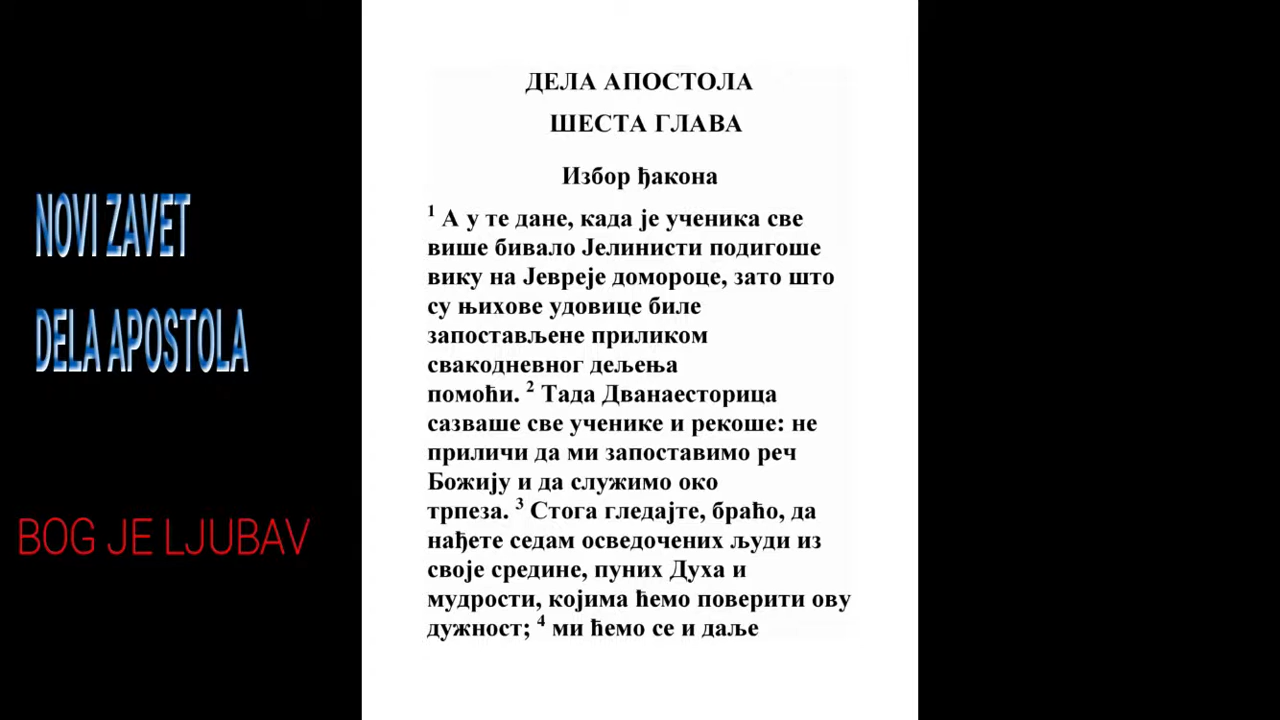 NOVI ZAVET
DELA APOSTOLA
BOG JE LJUBAV
ДЕЛА АПОСТОЛА
ШЕСТА ГЛАВА
Избор ђакона
1 А у те дане, када је ученика све
више бивало Јелинисти подигоше
вику на Јевреје домороце, зато што
су њихове удовице биле
запостављене приликом
свакодневног дељења
помоћи. 2 Тада Дванаесторица
сазваше све ученике и рекоше: не
приличи да ми запоставимо реч
Божију и да служимо око
трпеза. 3 Стога гледајте, браћо, да
нађете седам осведочених људи из
своје средине, пуних Духа и
мудрости, којима ћемо поверити ову
дужност; 4 ми ћемо се и даље